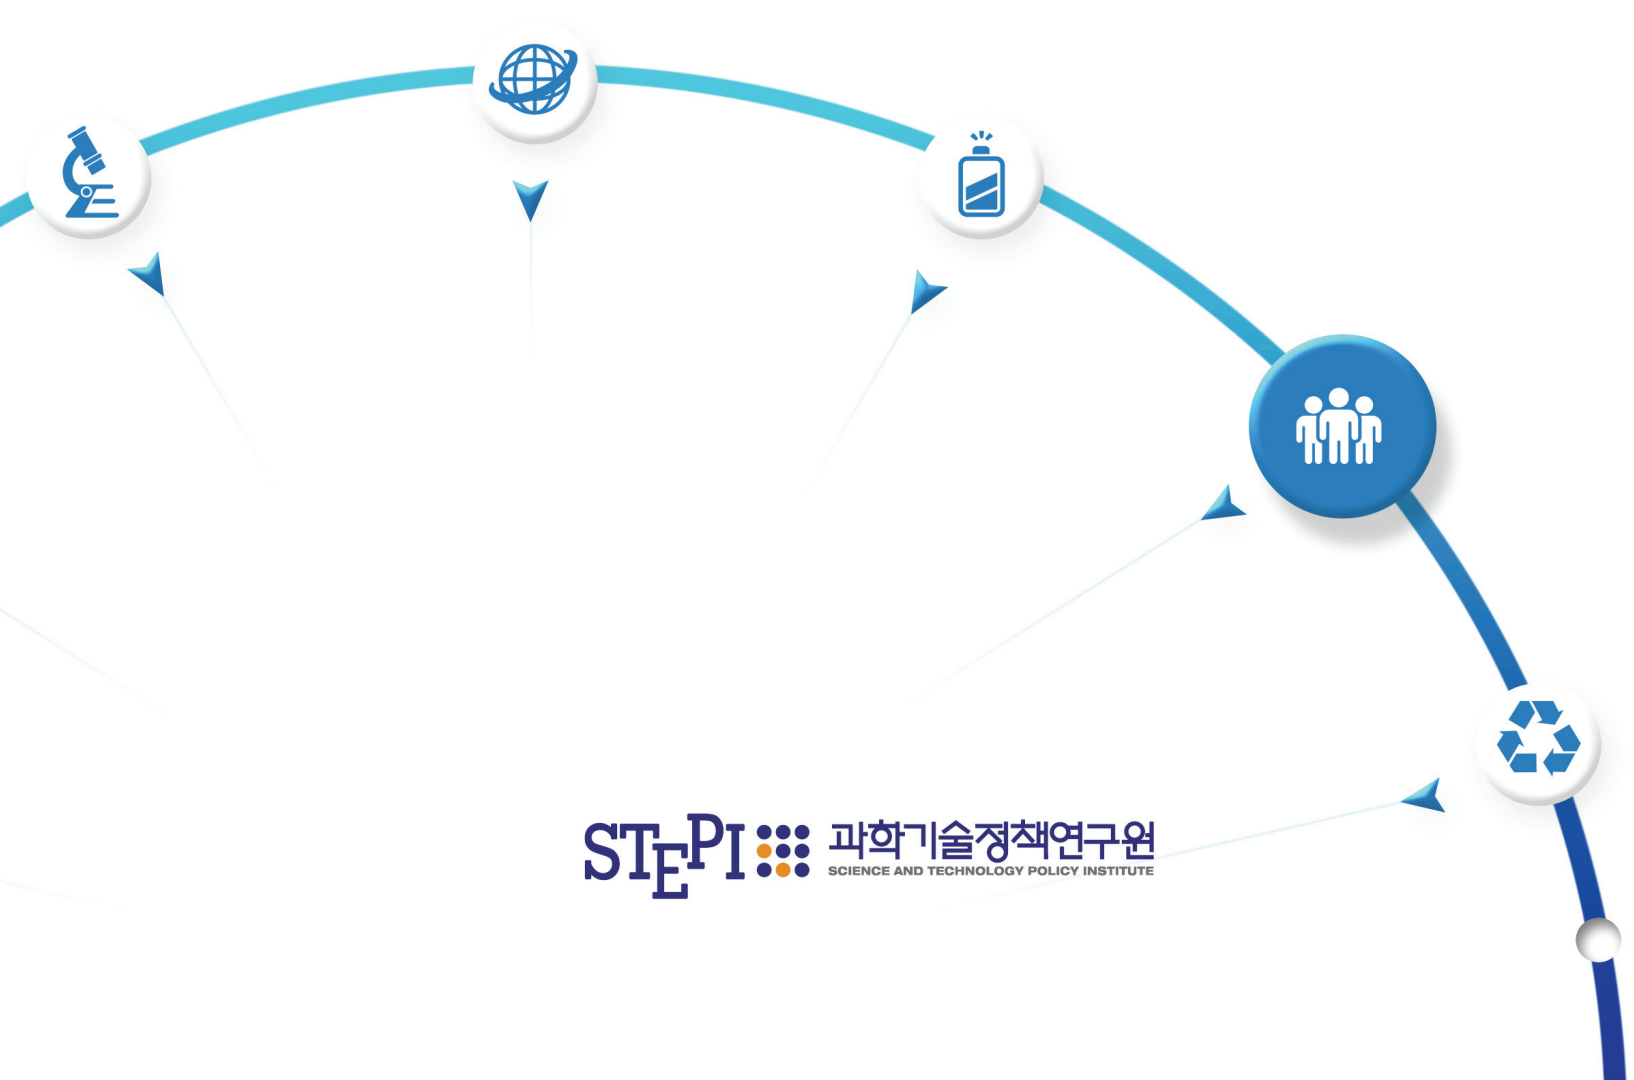 STEPI 과학기술정책연구원
SCIENCE AND TECHNOLOGY POLICY INSTITUTE